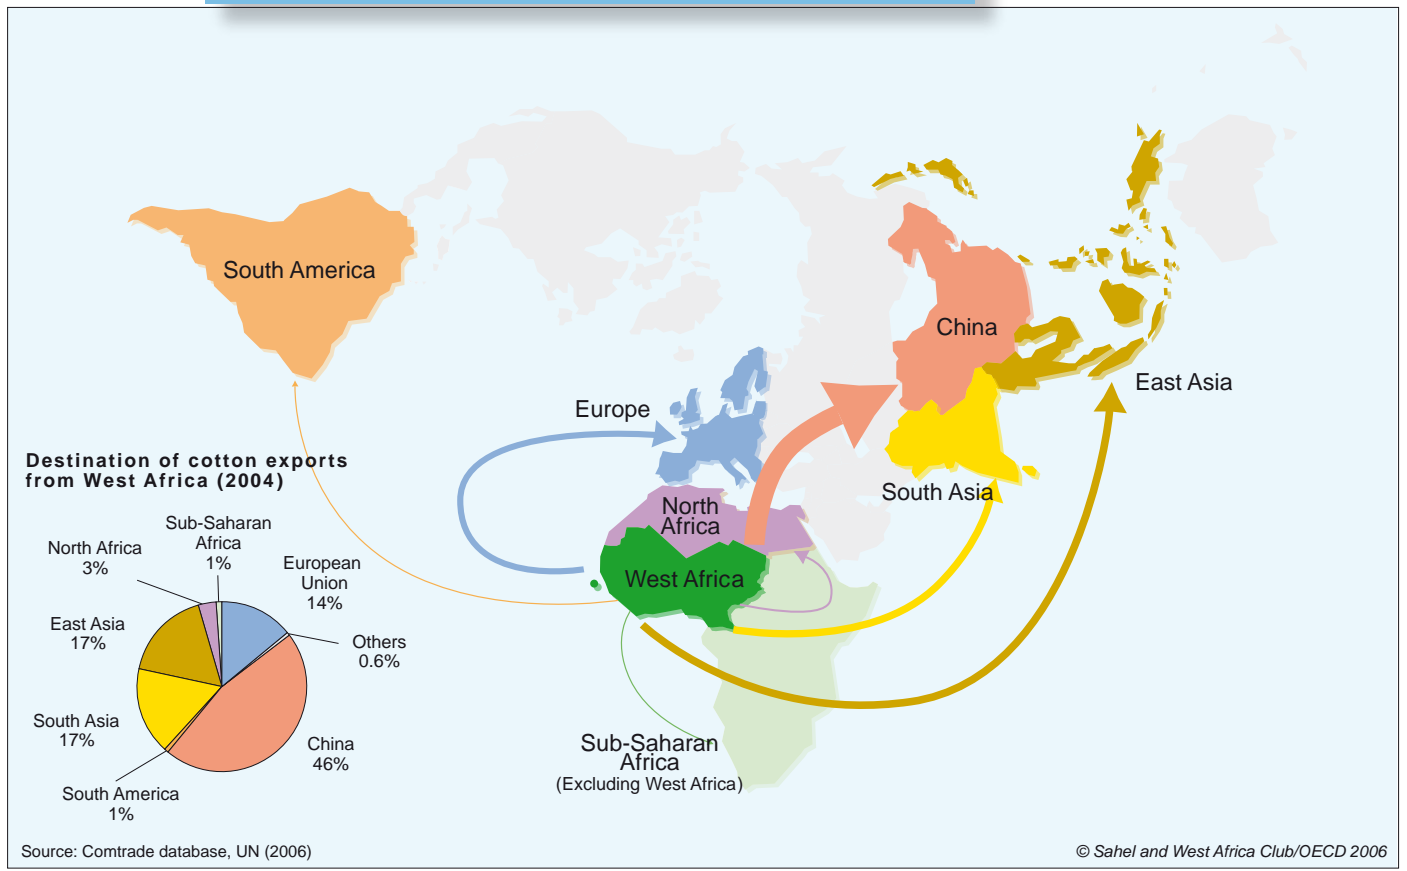 South America
China
East Asia
Europe
South Asia
North
Africa
West Africa
Sub-Saharan
Africa
(Excluding West Africa)
Destination of cotton exports
from West Africa (2004)
Sub-Saharan
Africa
1%
North Africa
3%
European
Union
14%
East Asia
17%
Others
0.6%
South Asia
17%
China
46%
South America
1%
Source: Comtrade database, UN (2006)
© Sahel and West Africa Club/OECD 2006